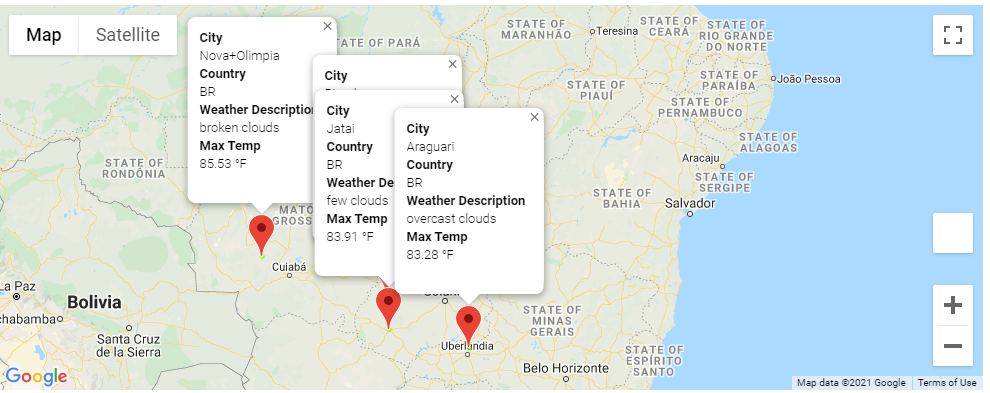 Map
Satellite
City
Nova+Olimpia
Country
BR
Weather Description
broken clouds
Max Temp
85.53 °F
City
City
Jatai
Country
BR
Weather De
few clouds
Max Temp
83.91 °F
City
Araguari
Country
BR
Weather Description
overcast clouds
Max Temp
83.28 °F
STATE OF
MARANHÃO
Teresina
STATE OF
CEARÁ
STATE OF
RIO GRANDE
DO NORTE
TATE OF PARÁ
STATE OF
PIAUÍ
STATE OF
PARAÍBA
João Pessoa
STATE OF
PERNAMBUCO
STATE OF
ALAGOAS
Aracaju
STATE OF
SERGIPE
STATE OF
RONDÔNIA
STATE OF
BAHIA
Salvador
MATO
GROSS
Cuiabá
La Paz
Bolivia
chabamba
Santa Cruz
de la Sierra
Uberlândia
STATE OF
MINAS
GERAIS
STATE OF
ESPÍRITO
SANTO
Belo Horizonte
Google
Map data ©2021 Google
Terms of Use